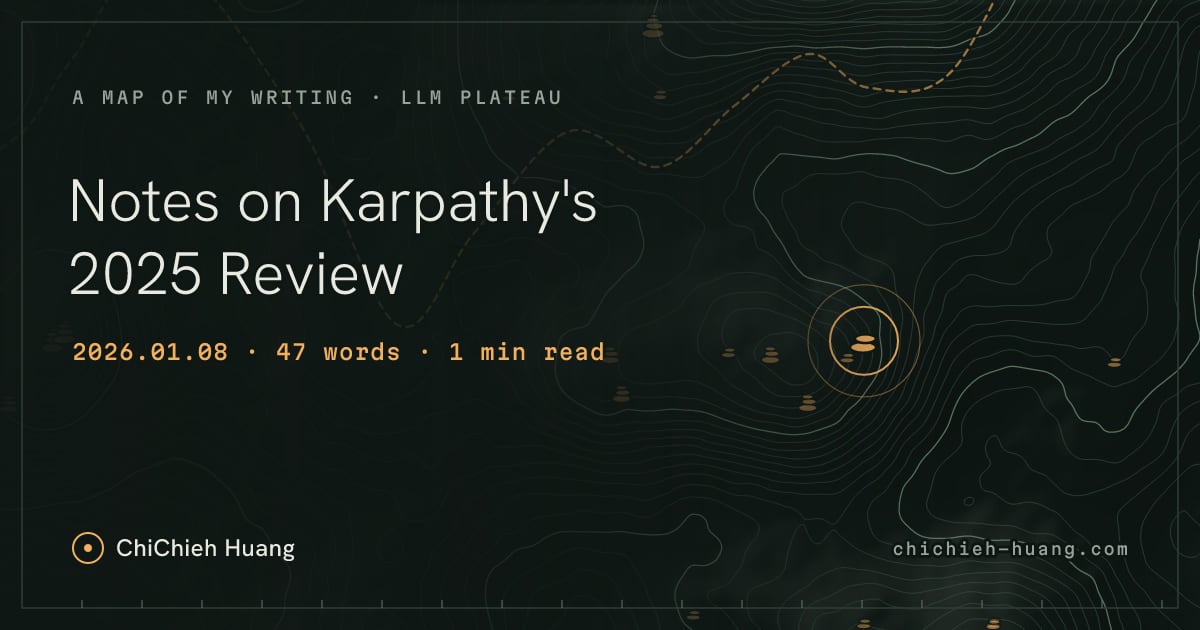 A MAP OF MY WRITING · LLM PLATEAU
Notes on Karpathy's
2025 Review
2026.01.08 · 47 words · 1 min read
ChiChieh Huang
chichieh-huang.com